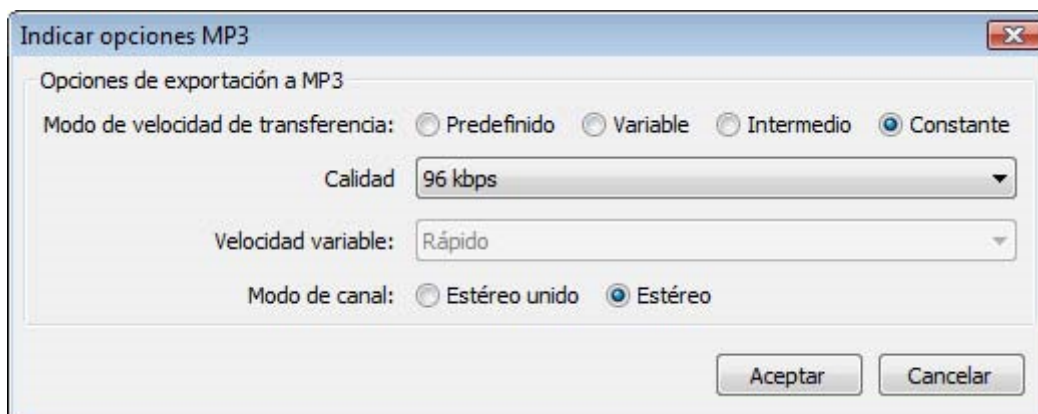 Indicar opciones MP3
Opciones de exportación a MP3
Modo de velocidad de transferencia: Predefinido Variable Intermedio Constante
Calidad 96 kbps
Velocidad variable: Rápido
Modo de canal: Estéreo unido Estéreo
Aceptar Cancelar